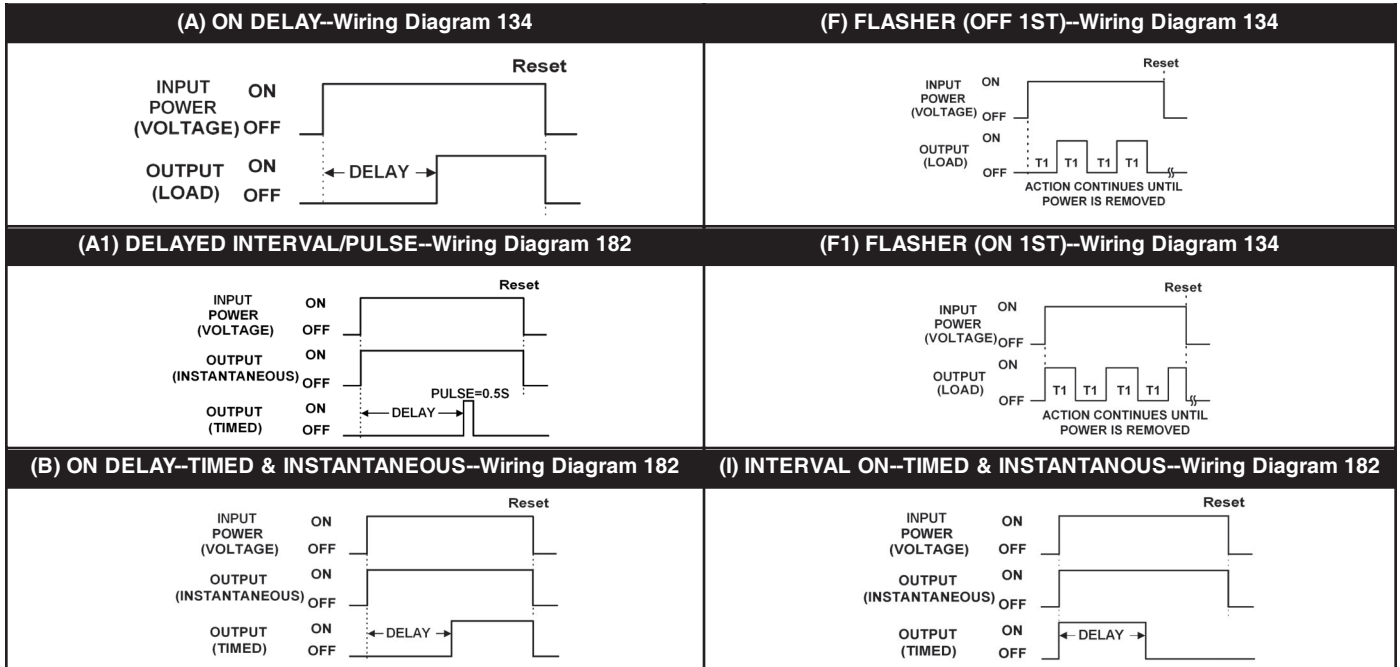 (A) ON DELAY--Wiring Diagram 134
Reset
INPUT
POWER
(VOLTAGE)
ON
OFF
OUTPUT
(LOAD)
ON
OFF
DELAY
(F) FLASHER (OFF 1ST)--Wiring Diagram 134
Reset
INPUT
POWER
(VOLTAGE)
ON
OFF
OUTPUT
(LOAD)
ON
OFF
T1 T1 T1 T1
ACTION CONTINUES UNTIL
POWER IS REMOVED
(A1) DELAYED INTERVAL/PULSE--Wiring Diagram 182
Reset
INPUT
POWER
(VOLTAGE)
ON
OFF
OUTPUT
(INSTANTANEOUS)
ON
OFF
PULSE=0.5S
OUTPUT
(TIMED)
ON
OFF
DELAY
(F1) FLASHER (ON 1ST)--Wiring Diagram 134
Reset
INPUT
POWER
(VOLTAGE)
ON
OFF
OUTPUT
(LOAD)
ON
OFF
T1 T1 T1 T1
ACTION CONTINUES UNTIL
POWER IS REMOVED
(B) ON DELAY--TIMED & INSTANTANEOUS--Wiring Diagram 182
Reset
INPUT
POWER
(VOLTAGE)
ON
OFF
OUTPUT
(INSTANTANEOUS)
ON
OFF
OUTPUT
(TIMED)
ON
OFF
DELAY
(I) INTERVAL ON--TIMED & INSTANTANOUS--Wiring Diagram 182
Reset
INPUT
POWER
(VOLTAGE)
ON
OFF
OUTPUT
(INSTANTANEOUS)
ON
OFF
OUTPUT
(TIMED)
ON
OFF
DELAY